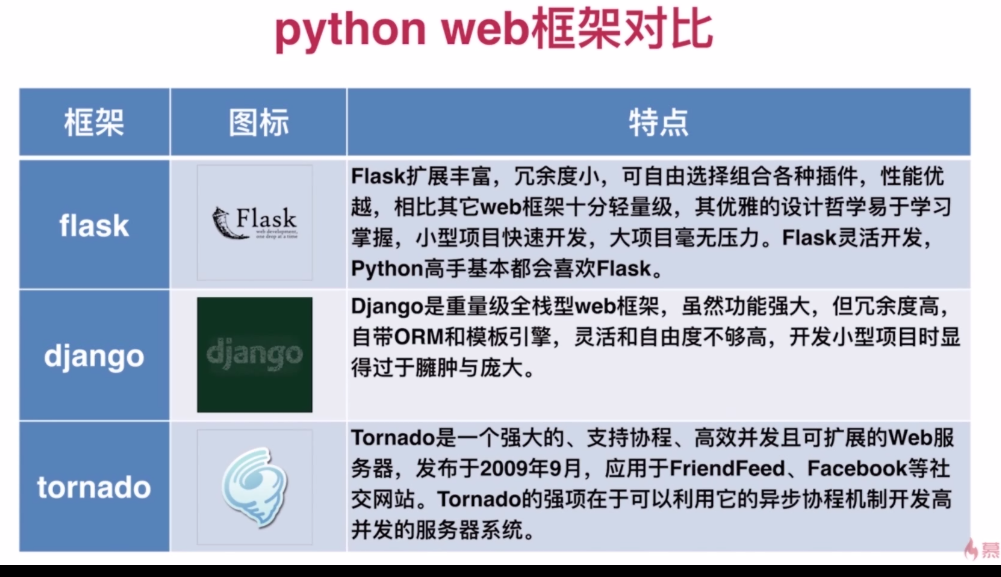 python web框架对比
框架
图标
特点
flask
Flask
web development,
one drop at a time
Flask扩展丰富，冗余度小，可自由选择组合各种插件，性能优
越，相比其它web框架十分轻量级，其优雅的设计哲学易于学习
掌握，小型项目快速开发，大项目毫无压力。Flask灵活开发，
Python高手基本都会喜欢Flask。
django
django
Django是重量级全栈型web框架，虽然功能强大，但冗余度高，
自带ORM和模板引擎，灵活和自由度不够高，开发小型项目时显
得过于臃肿与庞大。
tornado
Tornado是一个强大的、支持协程、高效并发且可扩展的Web服
务器，发布于2009年9月，应用于FriendFeed、Facebook等社
交网站。Tornado的强项在于可以利用它的异步协程机制开发高
并发的服务器系统。
慕